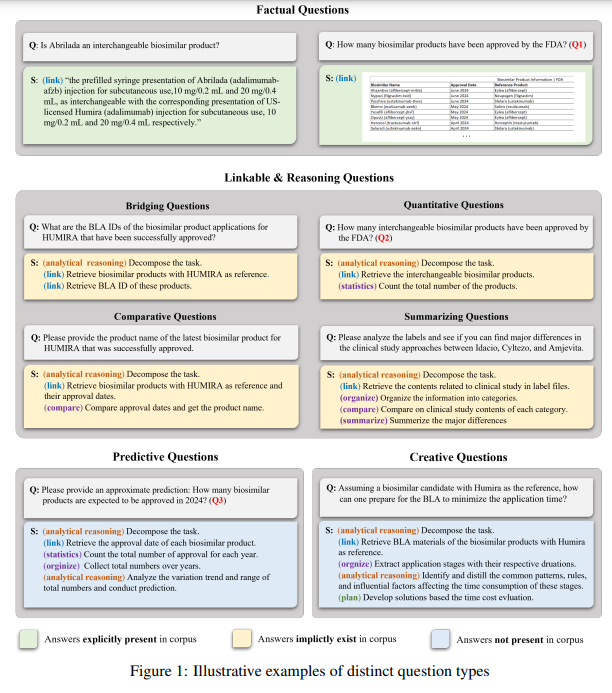 Factual Questions
Q: Is Abrilada an interchangeable biosimilar product?
S: (link) “the prefilled syringe presentation of Abrilada (adalimumab-
afzb) injection for subcutaneous use,10 mg/0.2 mL and 20 mg/0.4
mL, as interchangeable with the corresponding presentation of US-
licensed Humira (adalimumab) injection for subcutaneous use, 10
mg/0.2 mL and 20 mg/0.4 mL respectively.”
Q: How many biosimilar products have been approved by the FDA? (Q1)
S: (link)
Biosimilar Product Information | FDA
Biosimilar Name Approval Date Reference Product
June 2024 Eylea (aflibercept)
June 2024 Neupogen (filgrastim)
June 2024 Stelara (ustekinumab)
May 2024 Soliris (eculizumab)
May 2024 Eylea (aflibercept)
May 2024 Eylea (aflibercept)
April 2024 Herceptin (trastuzumab)
April 2024 Stelara (ustekinumab)
...
Linkable & Reasoning Questions
Bridging Questions
Q: What are the BLA IDs of the biosimilar product applications for
HUMIRA that have been successfully approved?
S: (analytical reasoning) Decompose the task.
(link) Retrieve biosimilar products with HUMIRA as reference.
(link) Retrieve BLA ID of these products.
Quantitative Questions
Q: How many interchangeable biosimilar products have been approved by
the FDA? (Q2)
S: (analytical reasoning) Decompose the task.
(link) Retrieve the interchangeable biosimilar products.
(statistics) Count the total number of the products.
Comparative Questions
Q: Please provide the product name of the latest biosimilar product for
HUMIRA that was successfully approved.
S: (analytical reasoning) Decompose the task.
(link) Retrieve biosimilar products with HUMIRA as reference and
their approval dates.
(compare) Compare approval dates and get the product name.
Summarizing Questions
Q: Please analyze the labels and see if you can find major differences in
the clinical study approaches between Idacio, Cyltezo, and Amjevita.
S: (analytical reasoning) Decompose the task.
(link) Retrieve the contents related to clinical study in label files.
(organize) Organize the information into categories.
(compare) Compare on clinical study contents of each category.
(summarize) Summerize the major differences
Predictive Questions
Q: Please provide an approximate prediction: How many biosimilar
products are expected to be approved in 2024? (Q3)
S: (analytical reasoning) Decompose the task.
(link) Retrieve the approval date of each biosimilar product.
(statistics) Count the total number of approval for each year.
(orginize) Collect total numbers over years.
(analytical reasoning) Analyze the variation trend and range of
total numbers and conduct prediction.
Creative Questions
Q: Assuming a biosimilar candidate with Humira as the reference, how
can one prepare for the BLA to minimize the application time?
S: (analytical reasoning) Decompose the task.
(link) Retrieve BLA materials of the biosimilar products with Humira
as reference.
(orgnize) Extract application stages with their respective druations.
(analytical reasoning) Identify and distill the common patterns, rules,
and influential factors affecting the time consumption of these stages.
(plan) Develop solutions based the time cost evluation.
Answers explicitly present in corpus
Answers implicitly exist in corpus
Answers not present in corpus
Figure 1: Illustrative examples of distinct question types